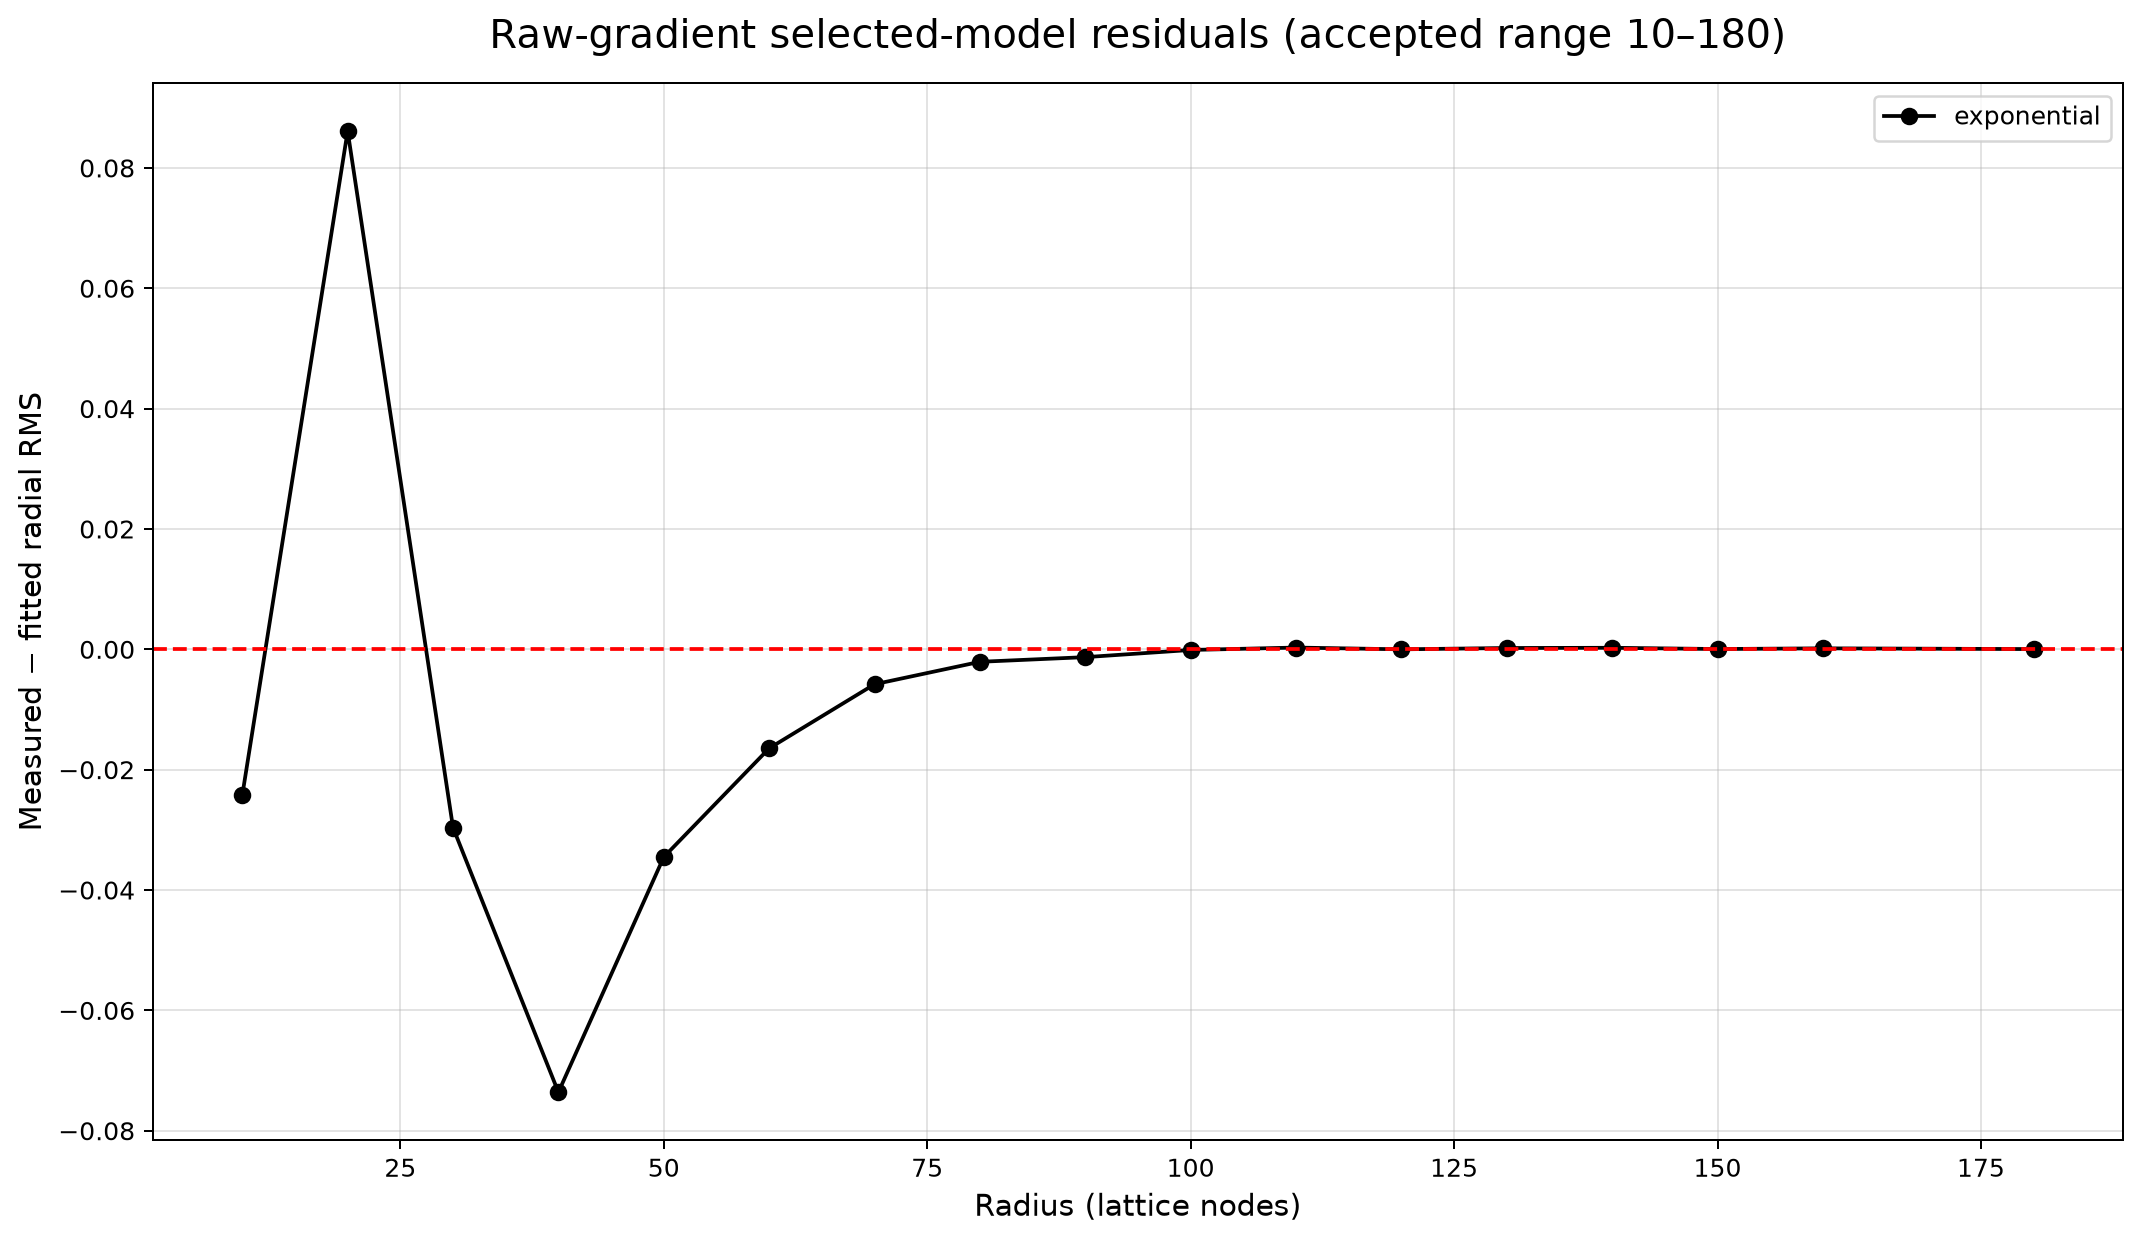 Raw-gradient selected-model residuals (accepted range 10–180)
exponential
Measured − fitted radial RMS
0.08
0.06
0.04
0.02
0.00
−0.02
−0.04
−0.06
−0.08
25 50 75 100 125 150 175
Radius (lattice nodes)